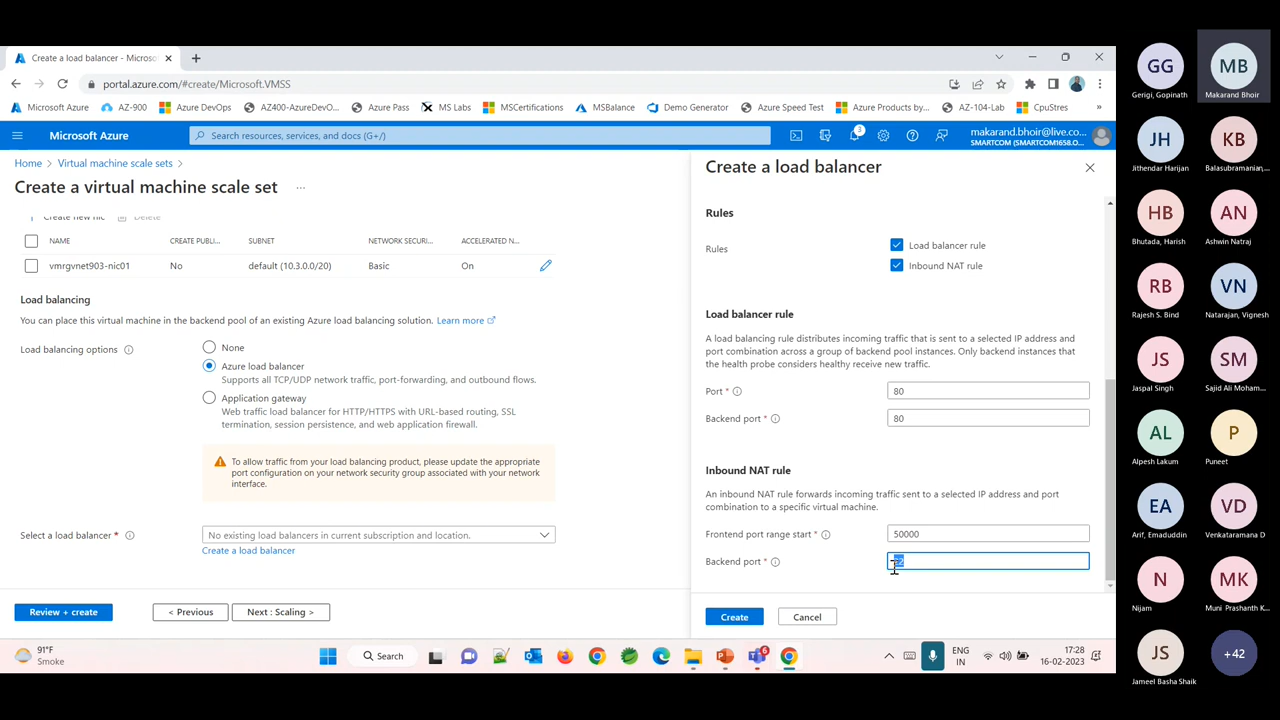 Create a load balancer - Microso
portal.azure.com/#create/Microsoft.VMSS
Microsoft Azure
AZ-900
Azure DevOps
AZ400-AzureDevO...
Azure Pass
MS Labs
MSCertifications
MSBalance
Demo Generator
Azure Speed Test
Azure Products by...
AZ-104-Lab
CpuStres
»
Microsoft Azure
Search resources, services, and docs (G+/)
3
makarand.bhoir@live.co...
SMARTCOM (SMARTCOM1658.O...
Home > Virtual machine scale sets >
Create a virtual machine scale set
...
Create new nic
Delete
NAME
CREATE PUBLI...
SUBNET
NETWORK SECURI...
ACCELERATED N...
vmrgvnet903-nic01
No
default (10.3.0.0/20)
Basic
On
Load balancing
You can place this virtual machine in the backend pool of an existing Azure load balancing solution. Learn more
Load balancing options
None
Azure load balancer
Supports all TCP/UDP network traffic, port-forwarding, and outbound flows.
Application gateway
Web traffic load balancer for HTTP/HTTPS with URL-based routing, SSL
termination, session persistence, and web application firewall.
To allow traffic from your load balancing product, please update the appropriate
port configuration on your network security group associated with your network
interface.
Select a load balancer *
No existing load balancers in current subscription and location.
Create a load balancer
Review + create
< Previous
Next : Scaling >
Create a load balancer
Rules
Rules
Load balancer rule
Inbound NAT rule
Load balancer rule
A load balancing rule distributes incoming traffic that is sent to a selected IP address and
port combination across a group of backend pool instances. Only backend instances that
the health probe considers healthy receive new traffic.
Port *
80
Backend port *
80
Inbound NAT rule
An inbound NAT rule forwards incoming traffic sent to a selected IP address and port
combination to a specific virtual machine.
Frontend port range start *
50000
Backend port *
Create
Cancel
91°F
Smoke
Search
6
ENG
IN
17:28
16-02-2023
GG
Gerigi, Gopinath
MB
Makarand Bhoir
JH
Jithendar Harijan
KB
Balasubramanian,...
HB
Bhutada, Harish
AN
Ashwin Natraj
RB
Rajesh S. Bind
VN
Natarajan, Vignesh
JS
Jaspal Singh
SM
Sajid Ali Moham...
AL
Alpesh Lakum
P
Puneet
EA
Arif, Emaduddin
VD
Venkataramana D
N
Nijam
MK
Muni Prashanth K...
JS
Jameel Basha Shaik
+42